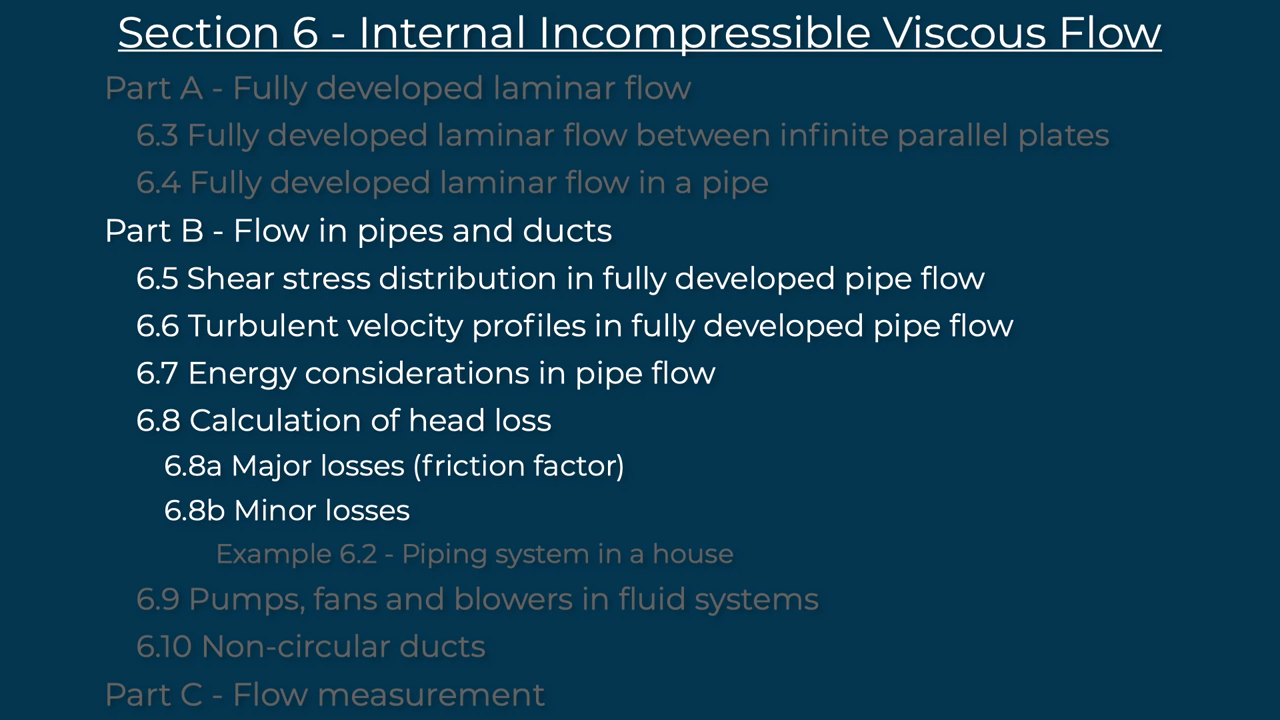 Section 6 - Internal Incompressible Viscous Flow
Part A - Fully developed laminar flow
6.3 Fully developed laminar flow between infinite parallel plates
6.4 Fully developed laminar flow in a pipe
Part B - Flow in pipes and ducts
6.5 Shear stress distribution in fully developed pipe flow
6.6 Turbulent velocity profiles in fully developed pipe flow
6.7 Energy considerations in pipe flow
6.8 Calculation of head loss
6.8a Major losses (friction factor)
6.8b Minor losses
Example 6.2 - Piping system in a house
6.9 Pumps, fans and blowers in fluid systems
6.10 Non-circular ducts
Part C - Flow measurement